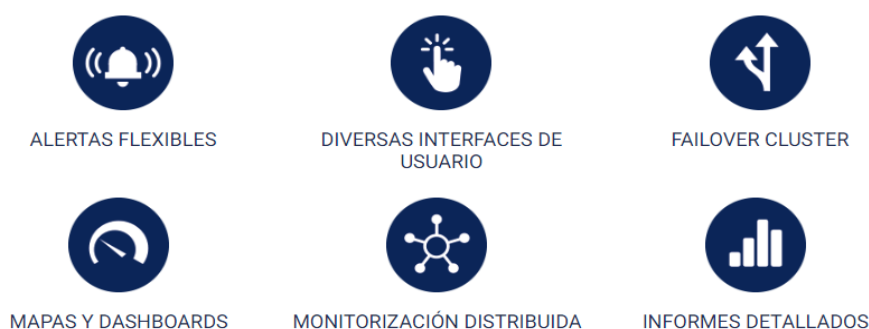 ALERTAS FLEXIBLES
DIVERSAS INTERFACES DE
USUARIO
FAILOVER CLUSTER
MAPAS Y DASHBOARDS
MONITORIZACIÓN DISTRIBUIDA
INFORMES DETALLADOS